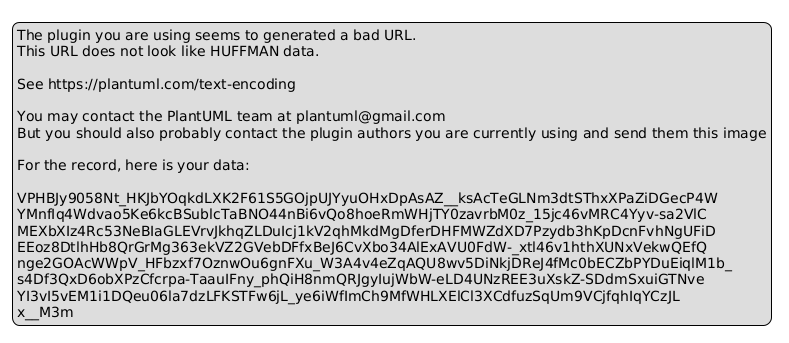 The plugin you are using seems to generated a bad URL.
This URL does not look like HUFFMAN data.
See https://plantuml.com/text-encoding
You may contact the PlantUML team at plantuml@gmail.com
But you should also probably contact the plugin authors you are currently using and send them this image
For the record, here is your data:
VPHBJy9058Nt_HKJbYOqkdLXK2F61S5GOjpUJYyuOHxDpAsAZ__ksAcTeGLNm3dtSThxXPaZiDGecP4W
YMnflq4Wdvao5Ke6kcBSublcTaBNO44nBi6vQo8hoeRmWHjTY0zavrbM0z_15jc46vMRC4Yyv-sa2VlC
MEXbXIz4Rc53NeBlaGLEVrvJkhqZLDuIcj1kV2qhMkdMgDferDHFMWZdXD7Pzydb3hKpDcnFvhNgUFiD
EEoz8DtlhHb8QrGrMg363ekVZ2GVebDFfxBeJ6CvXbo34AlExAVU0FdW-_xtl46v1hthXUNxVekwQEfQ
nge2GOAcWWpV_HFbzxf7OznwOu6gnFXu_W3A4v4eZqAQU8wv5DiNkjDReJ4fMc0bECZbPYDuEiqlM1b_
s4Df3QxD6obXPzCfcrpa-TaauIFny_phQiH8nmQRJgylujWbW-eLD4UNzREE3uXskZ-SDdmSxuiGTNve
YI3vI5vEM1i1DQeu06la7dzLFKSTFw6jL_ye6iWfImCh9MfWHLXElCl3XCdfuzSqUm9VCjfqhIqYCzJL
x__M3m